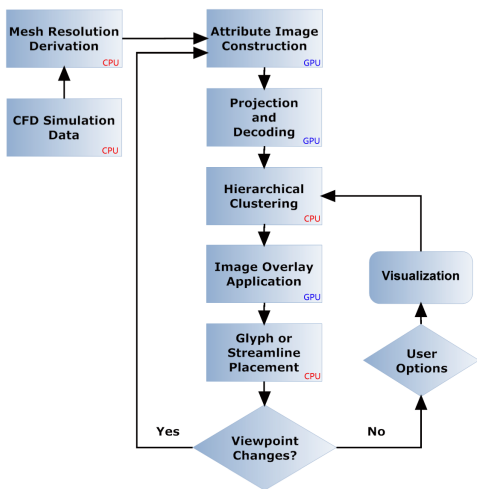 Mesh Resolution
Derivation
CPU
CFD Simulation
Data
CPU
Attribute Image
Construction
GPU
Projection
and
Decoding
GPU
Hierarchical
Clustering
CPU
Image Overlay
Application
GPU
Glyph or
Streamline
Placement
CPU
Viewpoint
Changes?
Yes
No
User
Options
Visualization